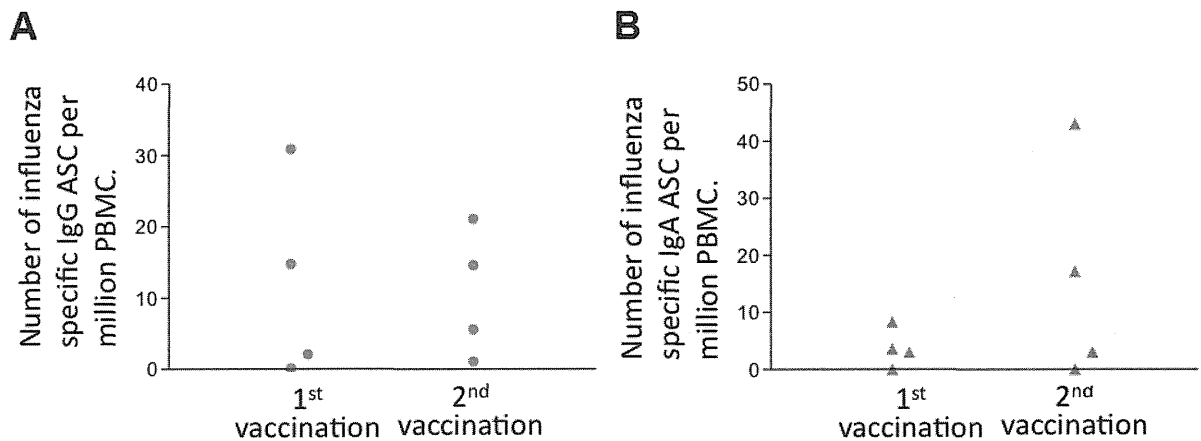 A
Number of influenza
specific IgG ASC per
million PBMC.
40
30
20
10
0
1st
vaccination
2nd
vaccination
B
Number of influenza
specific IgA ASC per
million PBMC.
50
40
30
20
10
0
1st
vaccination
2nd
vaccination